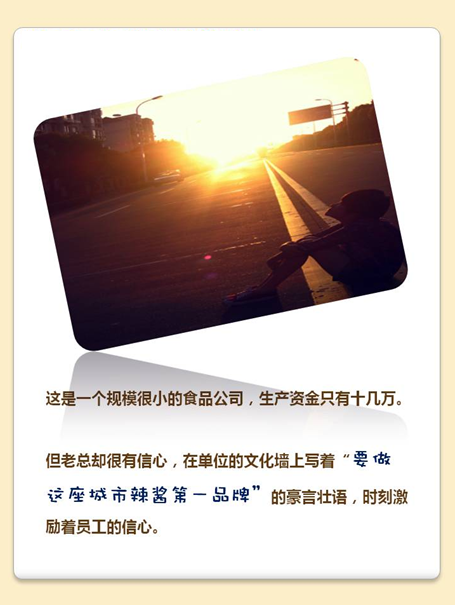 这是一个规模很小的食品公司，生产资金只有十几万。
但老总却很有信心，在单位的文化墙上写着“要做
这座城市辣酱第一品牌”的豪言壮语，时刻激
励着员工的信心。